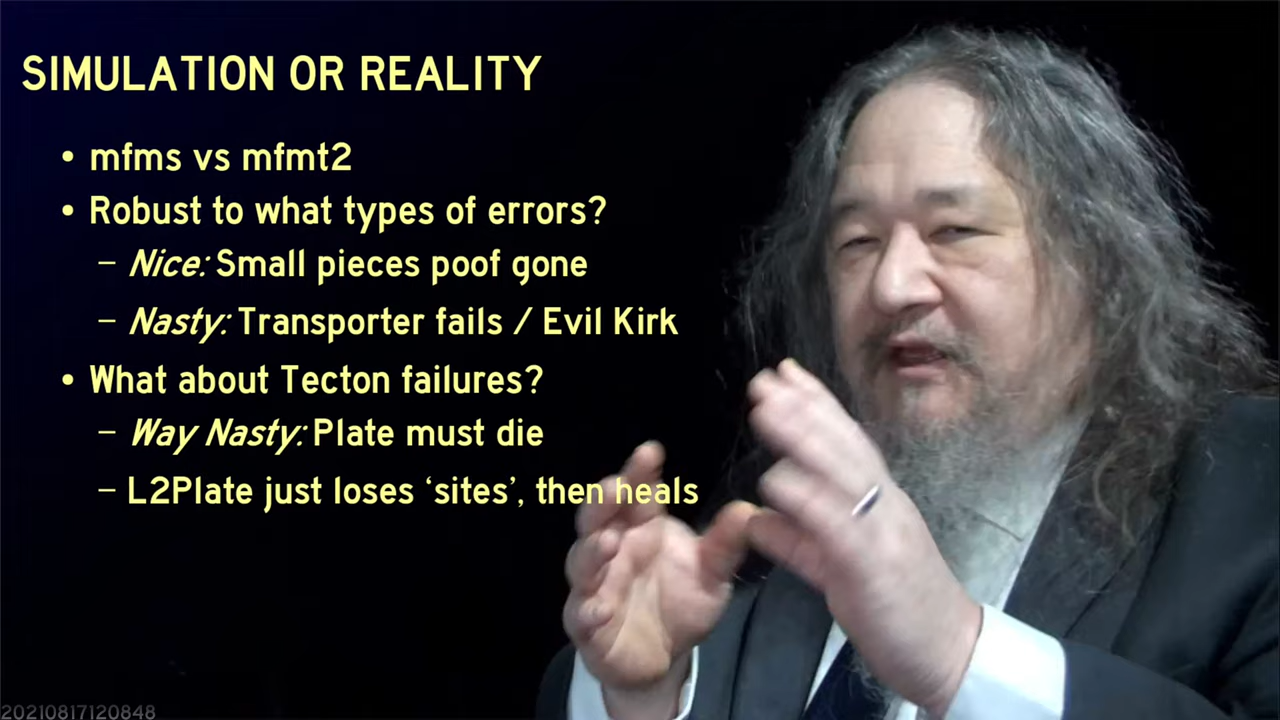 SIMULATION OR REALITY
• mfms vs mfmt2
• Robust to what types of errors?
– Nice: Small pieces poof gone
– Nasty: Transporter fails / Evil Kirk
• What about Tecton failures?
– Way Nasty: Plate must die
– L2Plate just loses ‘sites’, then heals
20210817120848